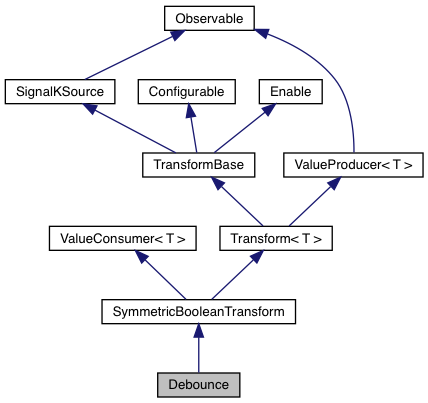 Observable
SignalKSource
Configurable
Enable
TransformBase
ValueProducer< T >
ValueConsumer< T >
Transform< T >
SymmetricBooleanTransform
Debounce